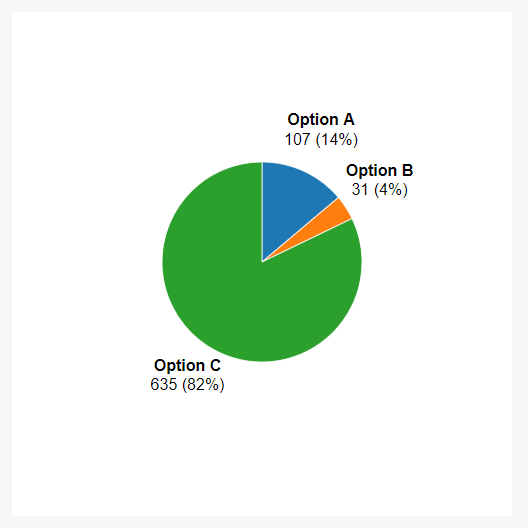 Option A
107 (14%)
Option B
31 (4%)
Option C
635 (82%)